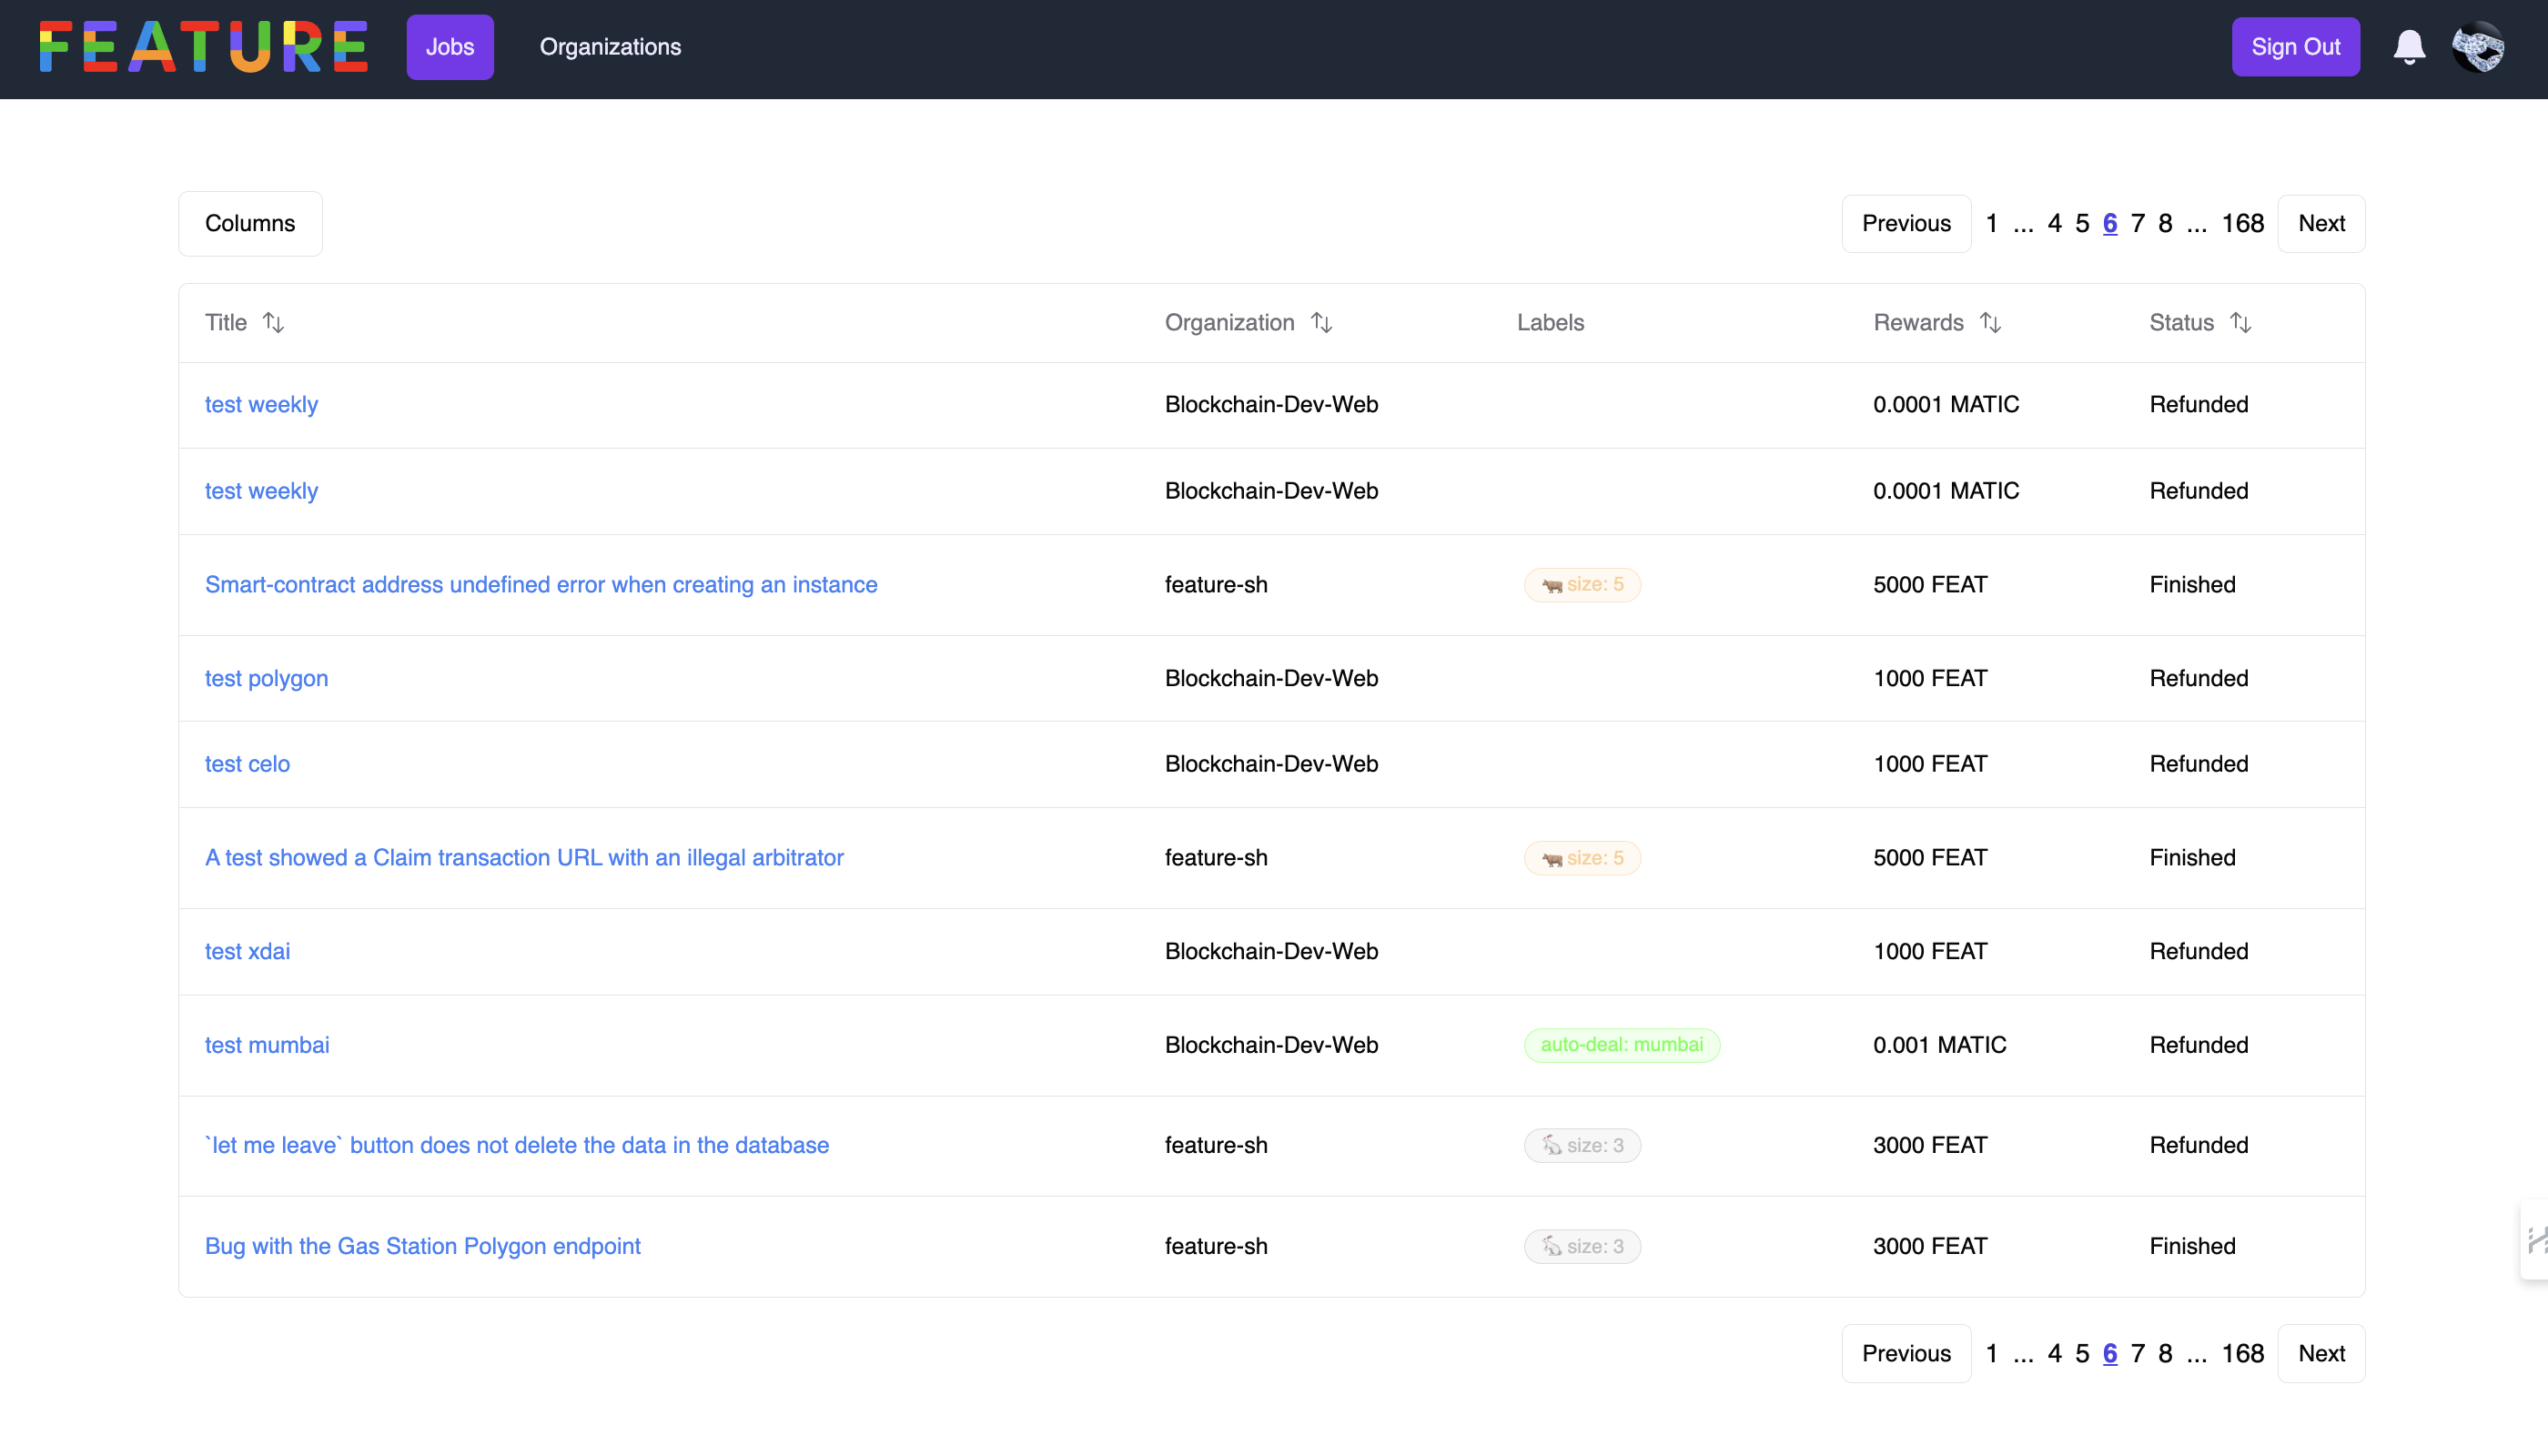 FEATURE Jobs Organizations Sign Out
Columns Previous 1 ... 4 5 6 7 8 ... 168 Next
Title Organization Labels Rewards Status
test weekly Blockchain-Dev-Web 0.0001 MATIC Refunded
test weekly Blockchain-Dev-Web 0.0001 MATIC Refunded
Smart-contract address undefined error when creating an instance feature-sh size: 5 5000 FEAT Finished
test polygon Blockchain-Dev-Web 1000 FEAT Refunded
test celo Blockchain-Dev-Web 1000 FEAT Refunded
A test showed a Claim transaction URL with an illegal arbitrator feature-sh size: 5 5000 FEAT Finished
test xdai Blockchain-Dev-Web 1000 FEAT Refunded
test mumbai Blockchain-Dev-Web auto-deal: mumbai 0.001 MATIC Refunded
`let me leave` button does not delete the data in the database feature-sh size: 3 3000 FEAT Refunded
Bug with the Gas Station Polygon endpoint feature-sh size: 3 3000 FEAT Finished
Previous 1 ... 4 5 6 7 8 ... 168 Next